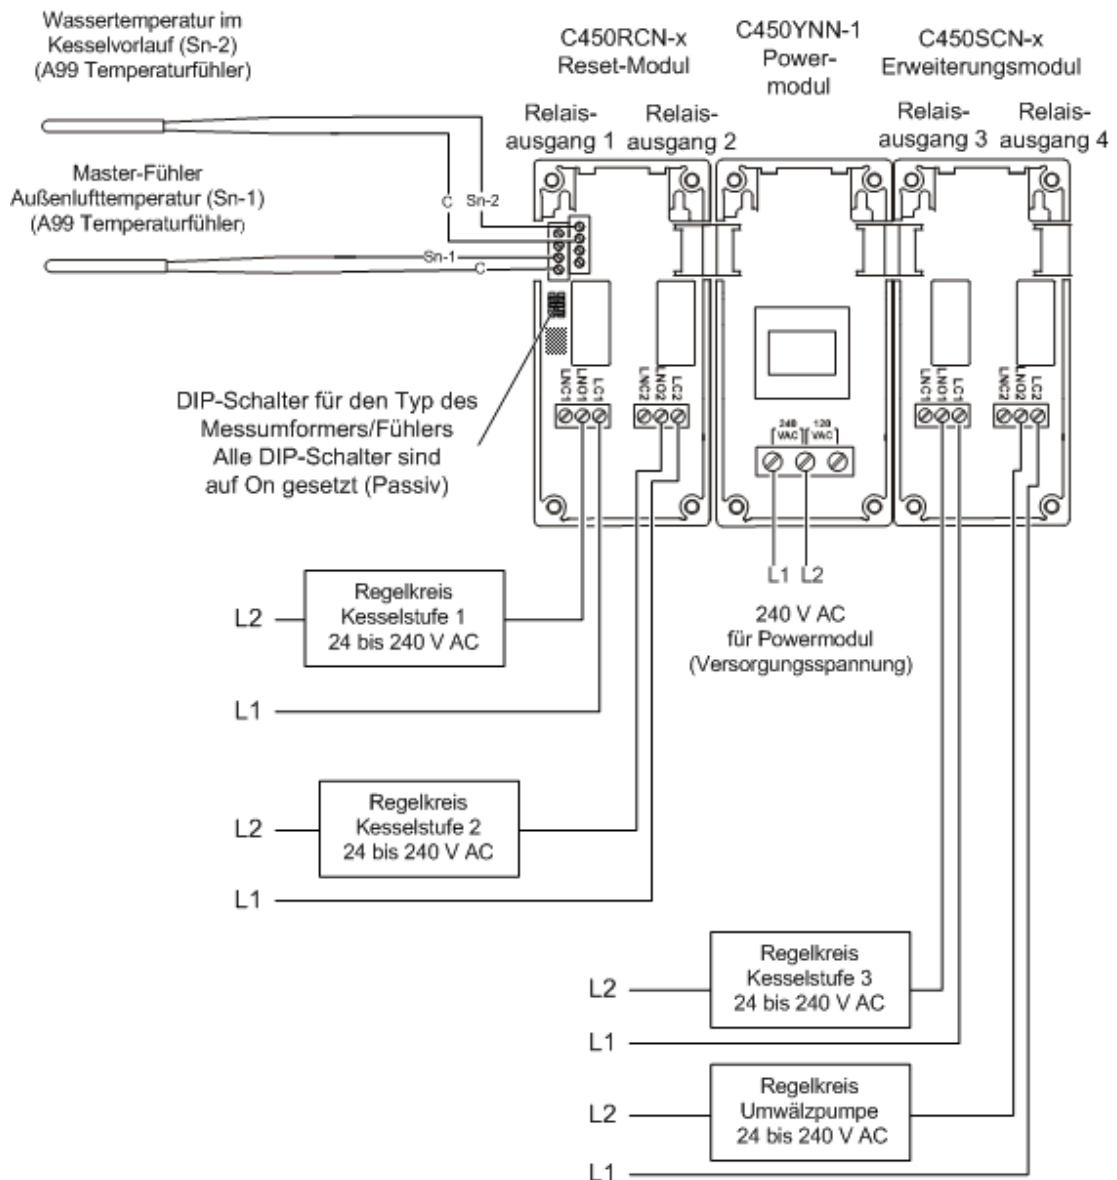 Wassertemperatur im
Kesselvorlauf (Sn-2)
(A99 Temperaturfühler)
Master-Fühler
Außenlufttemperatur (Sn-1)
(A99 Temperaturfühler)
C450RCN-x
Reset-Modul
C450YNN-1
Power-
modul
C450SCN-x
Erweiterungsmodul
Relais-
ausgang 1
Relais-
ausgang 2
Relais-
ausgang 3
Relais-
ausgang 4
C
Sn-2
Sn-1
C
LNC1
LNO1
LC1
LNC2
LNO2
LC2
240
VAC
120
VAC
LNC1
LNO1
LC1
LNC2
LNO2
LC2
DIP-Schalter für den Typ des
Messumformers/Fühlers
Alle DIP-Schalter sind
auf On gesetzt (Passiv)
L1 L2
240 V AC
für Powermodul
(Versorgungsspannung)
L2
Regelkreis
Kesselstufe 1
24 bis 240 V AC
L1
L2
Regelkreis
Kesselstufe 2
24 bis 240 V AC
L1
L2
Regelkreis
Kesselstufe 3
24 bis 240 V AC
L1
L2
Regelkreis
Umwälzpumpe
24 bis 240 V AC
L1